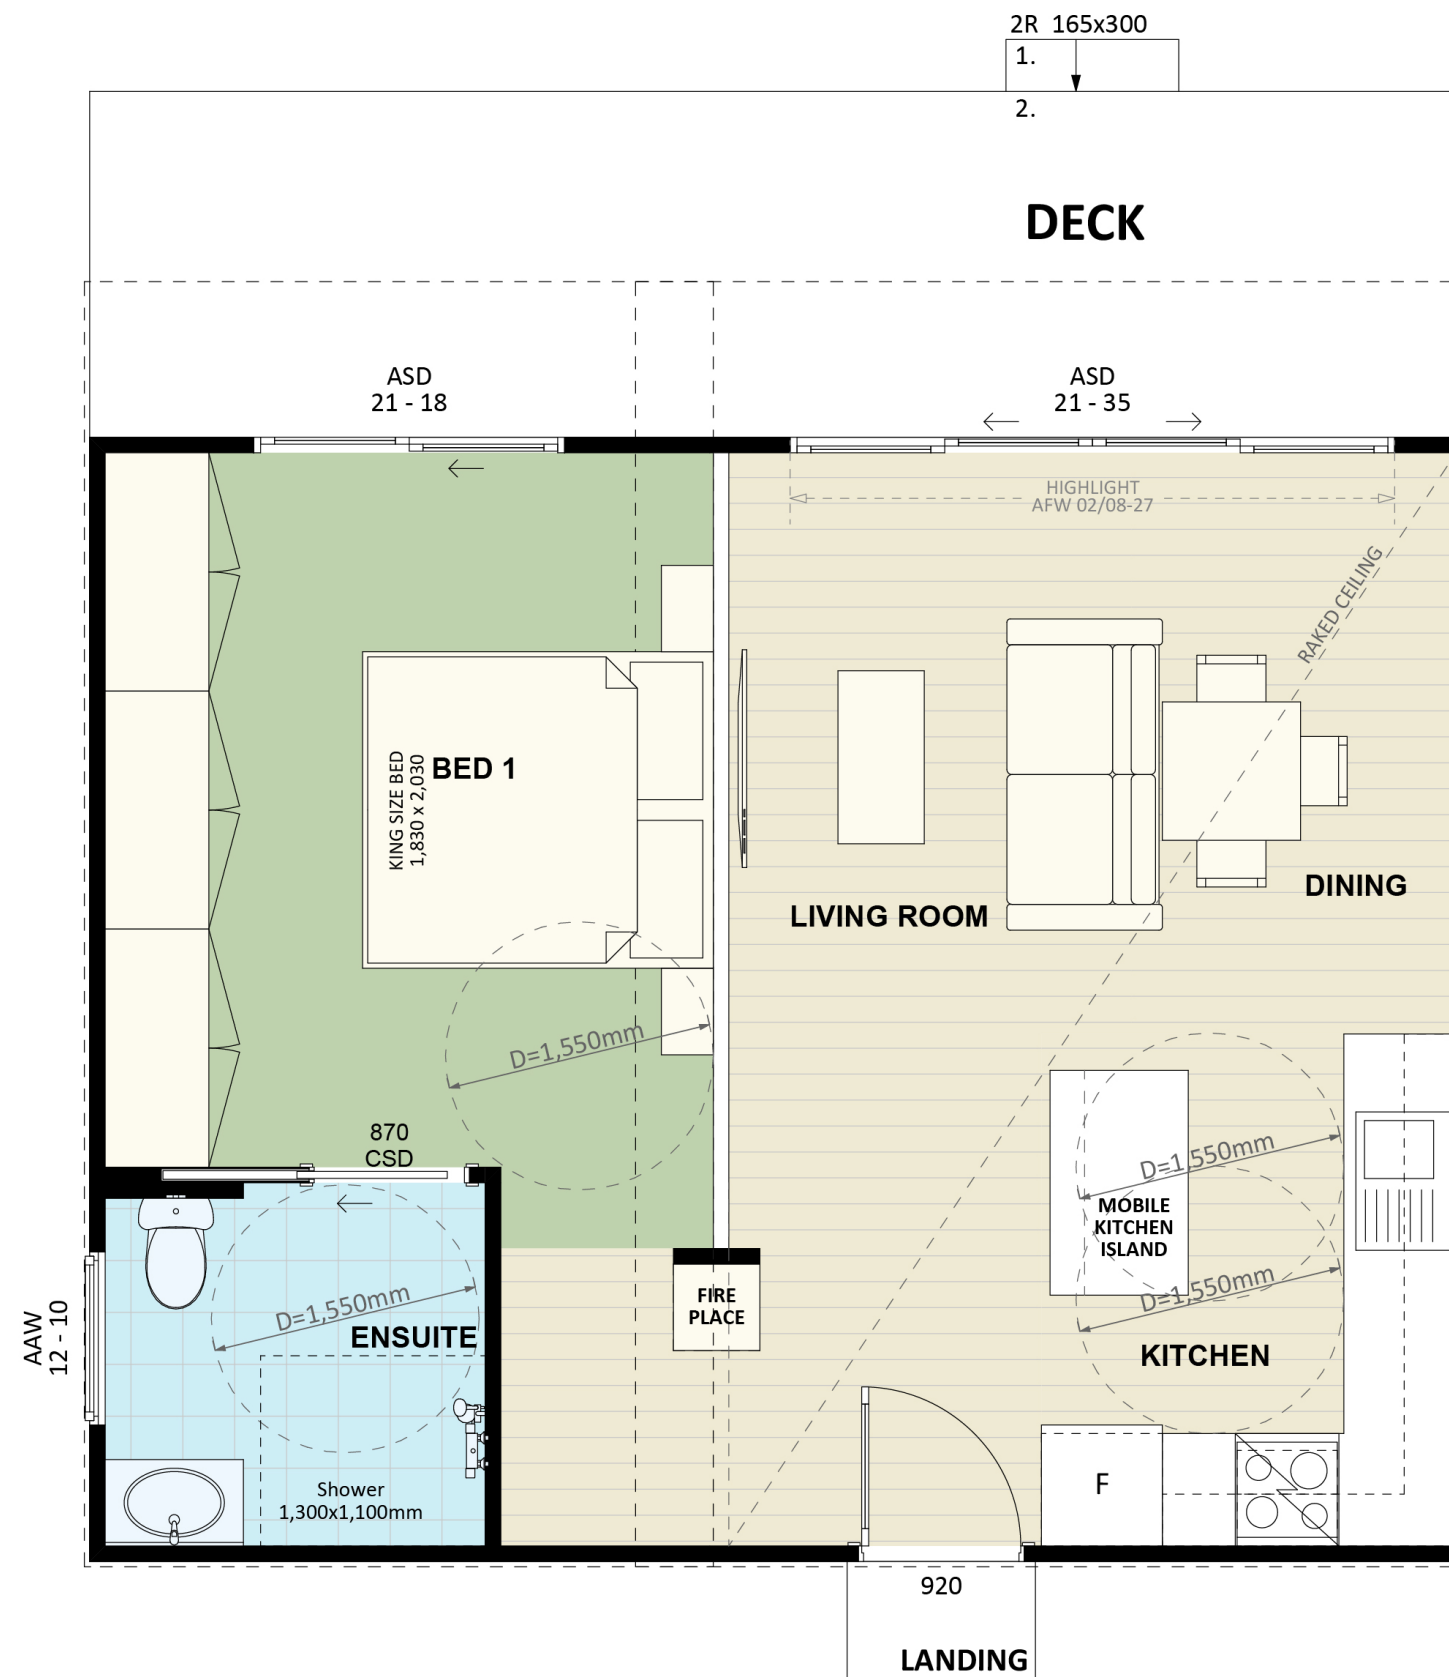 2R 165x300
1.
2.
DECK
ASD
21 - 18
ASD
21 - 35
HIGHLIGHT
AFW 02/08-27
RAKED CEILING
KING SIZE BED
1,830 x 2,030
BED 1
LIVING ROOM
DINING
D=1,550mm
870
CSD
D=1,550mm
MOBILE
KITCHEN
ISLAND
D=1,550mm
D=1,550mm
FIRE
PLACE
AAW
12 - 10
ENSUITE
KITCHEN
Shower
1,300x1,100mm
F
920
LANDING